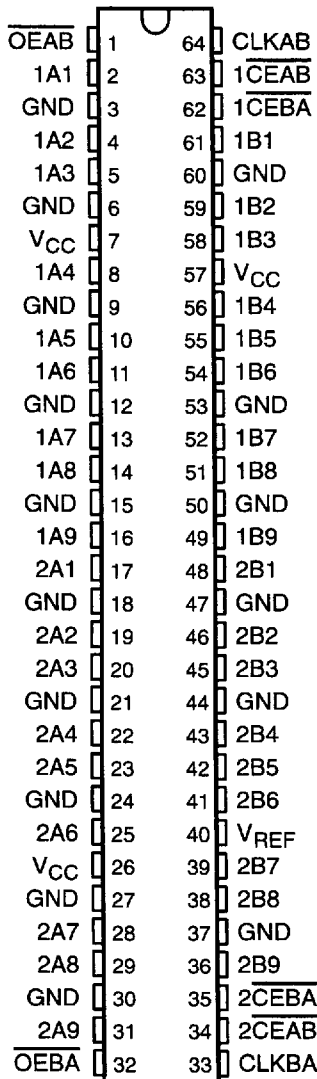 O̅E̅A̅B̅ 1 64 CLKAB
1A1 2 63 1C̅E̅A̅B̅
GND 3 62 1C̅E̅B̅A̅
1A2 4 61 1B1
1A3 5 60 GND
GND 6 59 1B2
VCC 7 58 1B3
1A4 8 57 VCC
GND 9 56 1B4
1A5 10 55 1B5
1A6 11 54 1B6
GND 12 53 GND
1A7 13 52 1B7
1A8 14 51 1B8
GND 15 50 GND
1A9 16 49 1B9
2A1 17 48 2B1
GND 18 47 GND
2A2 19 46 2B2
2A3 20 45 2B3
GND 21 44 GND
2A4 22 43 2B4
2A5 23 42 2B5
GND 24 41 2B6
2A6 25 40 VREF
VCC 26 39 2B7
GND 27 38 2B8
2A7 28 37 GND
2A8 29 36 2B9
GND 30 35 2C̅E̅B̅A̅
2A9 31 34 2C̅E̅A̅B̅
O̅E̅B̅A̅ 32 33 CLKBA